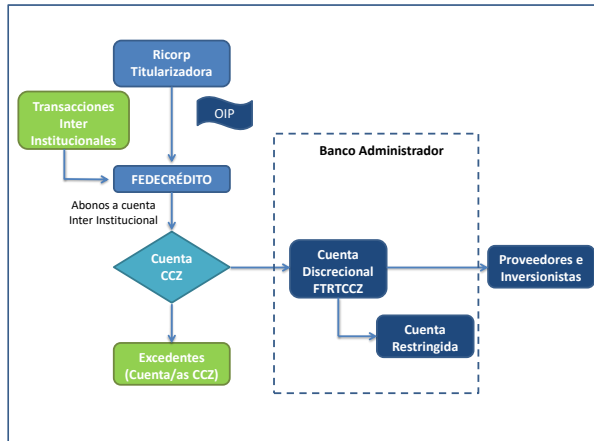 Ricorp
Titularizadora
Transacciones
Inter
Institucionales
OIP
Banco Administrador
FEDECRÉDITO
Abonos a cuenta
Inter Institucional
Cuenta
CCZ
Cuenta
Discrecional
FTRTCCZ
Proveedores e
Inversionistas
Cuenta
Restringida
Excedentes
(Cuenta/as CCZ)